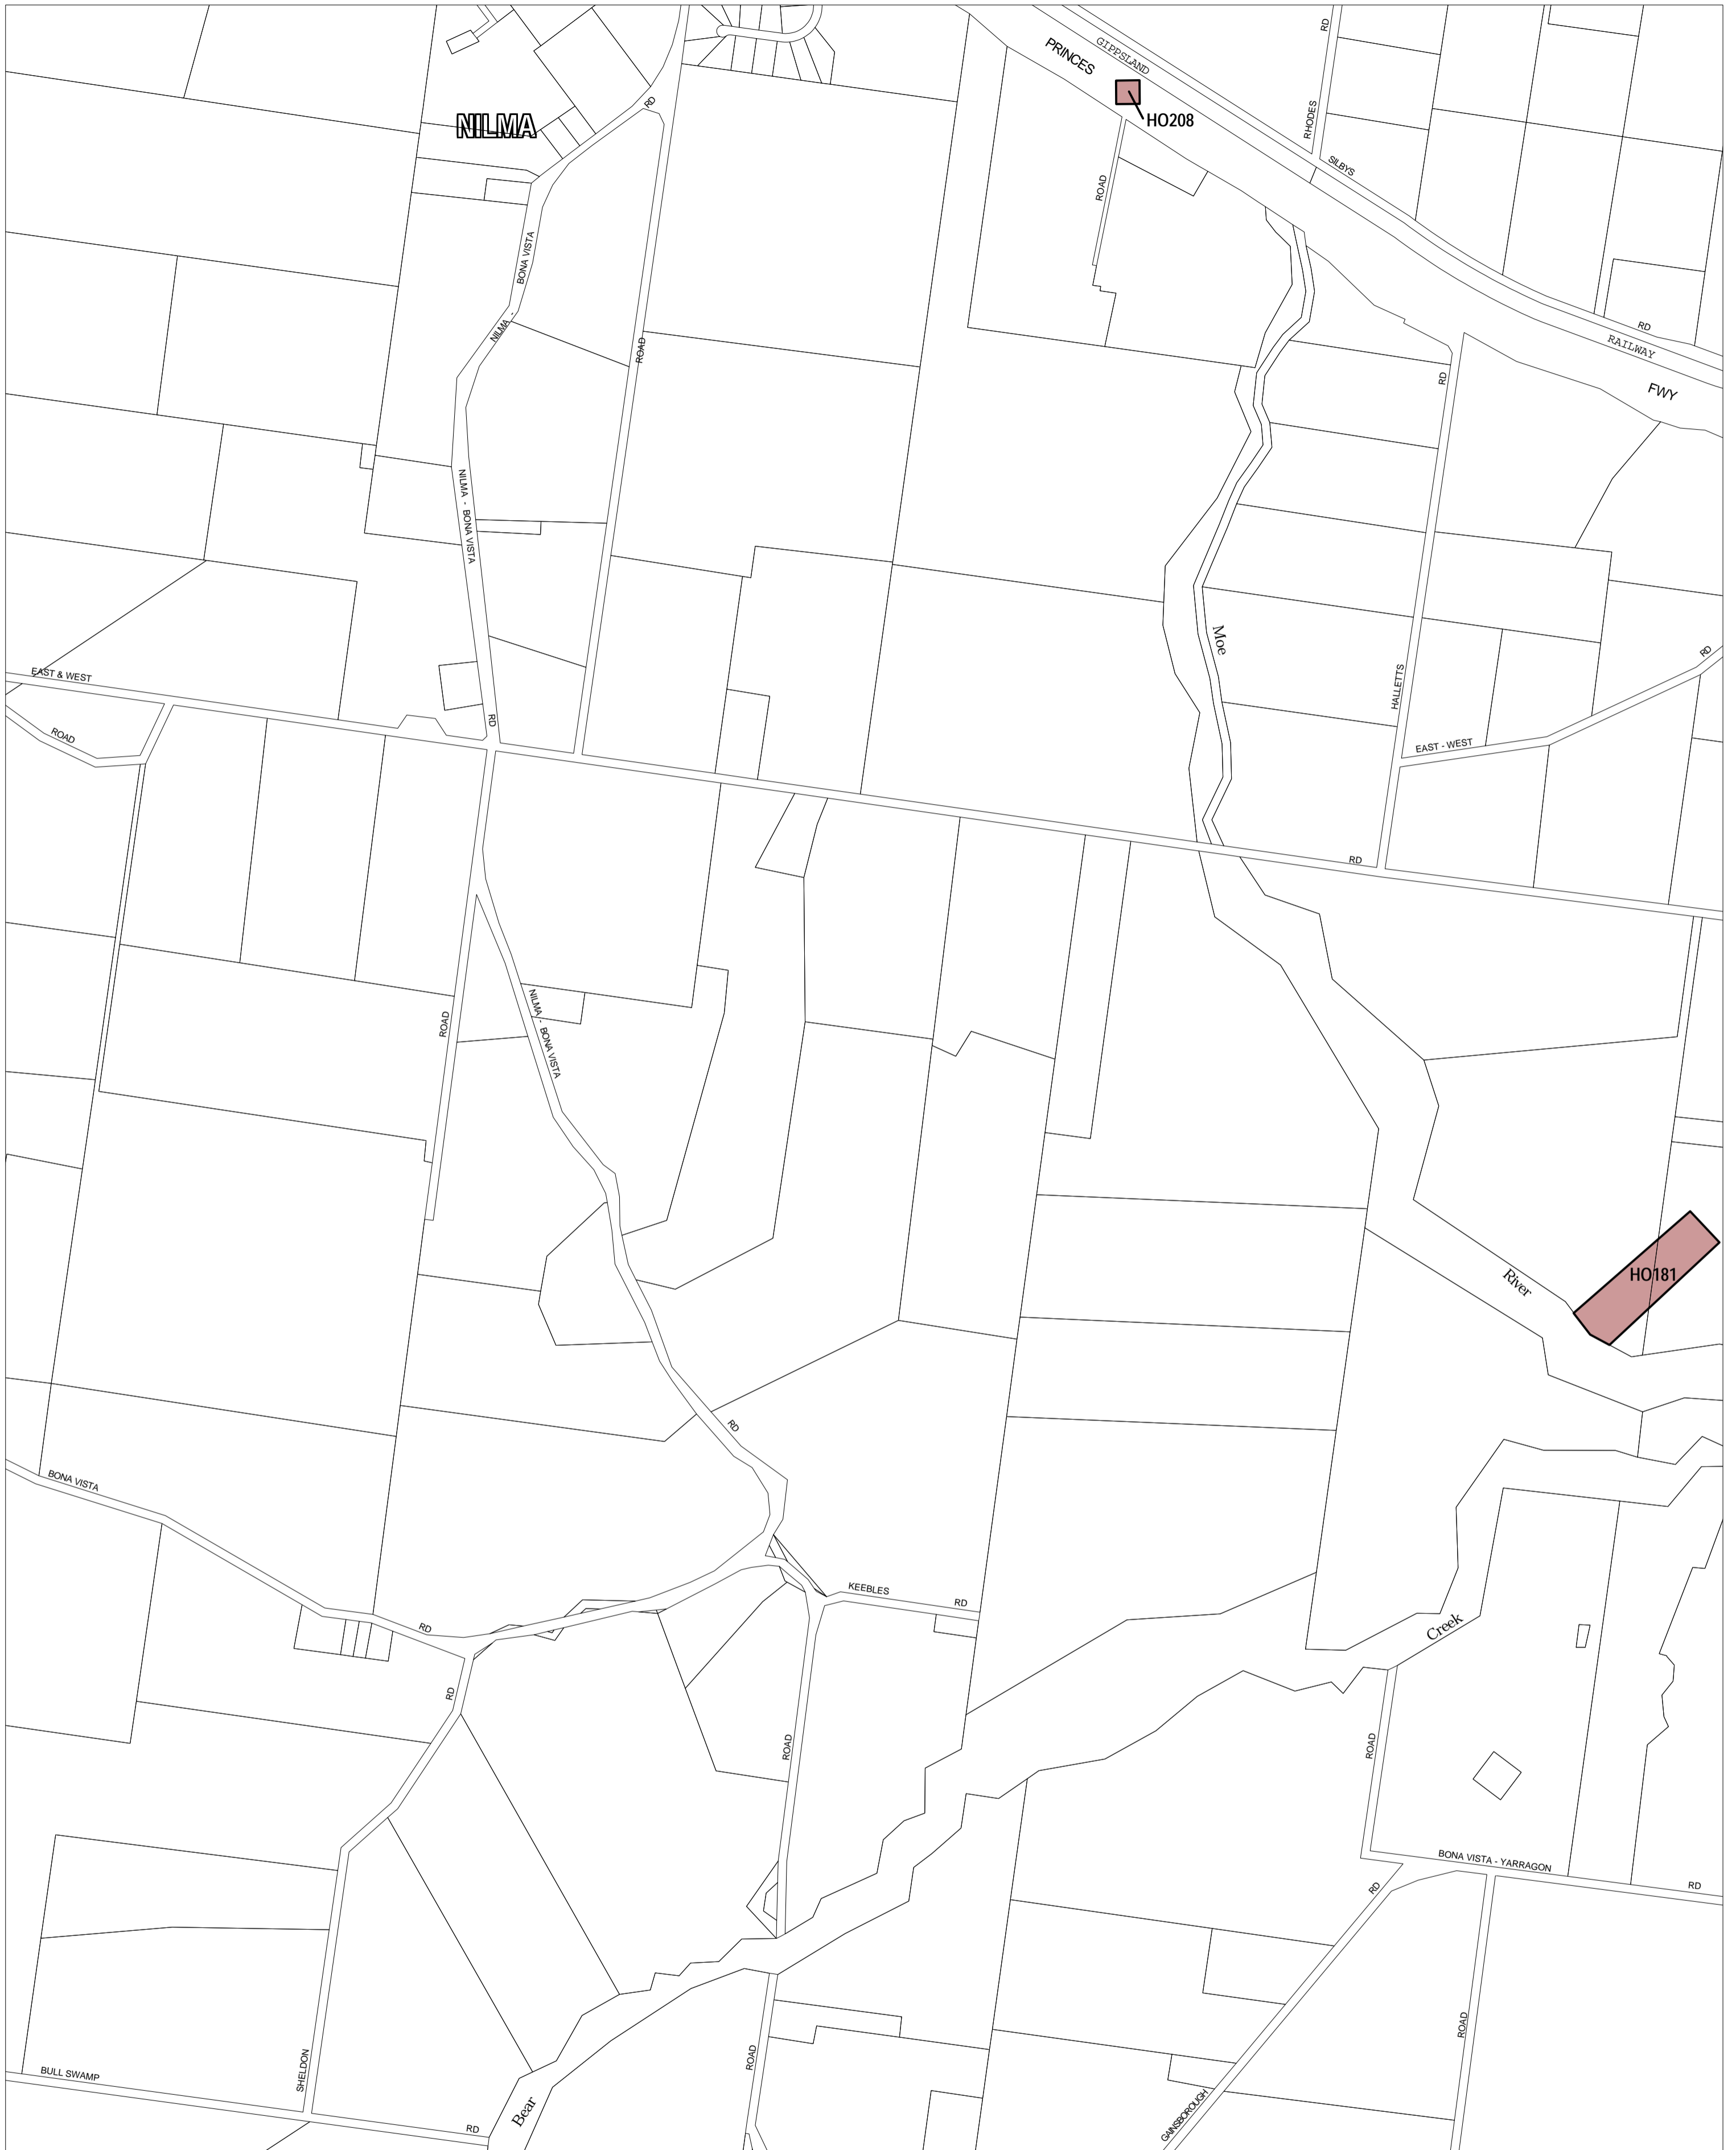 PRINCES
GIPPSLAND
RD
RHODES
SILBYS
HO208
NILMA
RD
ROAD
BONA VISTA
NILMA -
ROAD
RD
RAILWAY
FWY
RD
NILMA - BONA VISTA
RD
Moe
HALLETTS
RD
EAST - WEST
EAST & WEST
ROAD
RD
ROAD
NILMA - BONA VISTA
River
HO181
RD
BONA VISTA
RD
KEEBLES
RD
Creek
RD
ROAD
ROAD
BONA VISTA - YARRAGON
RD
RD
SHELDON
BULL SWAMP
RD
Bear
ROAD
GAINSBOROUGH
ROAD